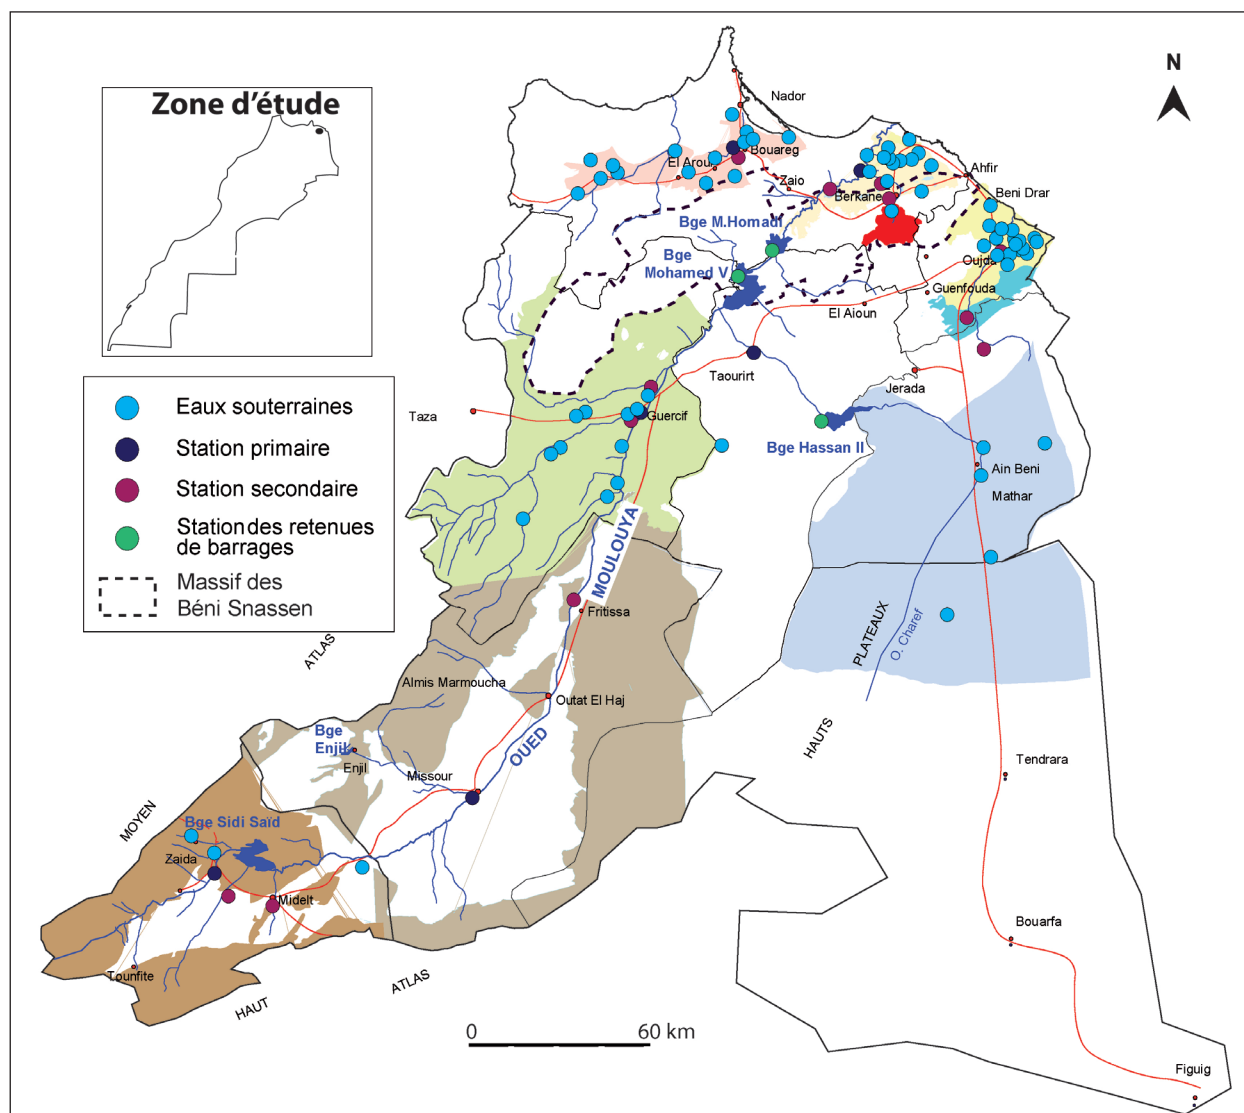 Zone d'étude
N
Nador
Bouareg
El Aroui
Zaio
Ahfir
Berkane
Beni Drar
Bge M.Homadi
Bge
Mohamed V
Oujda
Guenfouda
El Aioun
Taourirt
Jerada
Taza
Guercif
Bge Hassan II
Ain Beni
Mathar
Eaux souterraines
Station primaire
Station secondaire
Station des retenues
de barrages
Massif des
Béni Snassen
MOULOUYA
Fritissa
PLATEAUX
O. Charef
ATLAS
Almis Marmoucha
Outat El Haj
HAUTS
Bge
Enjil
Enjil
OUED
Missour
Tendrara
MOYEN
Bge Sidi Saïd
Zaida
Midelt
Bouarfa
Tounfite
ATLAS
HAUT
0 60 km
Figuig